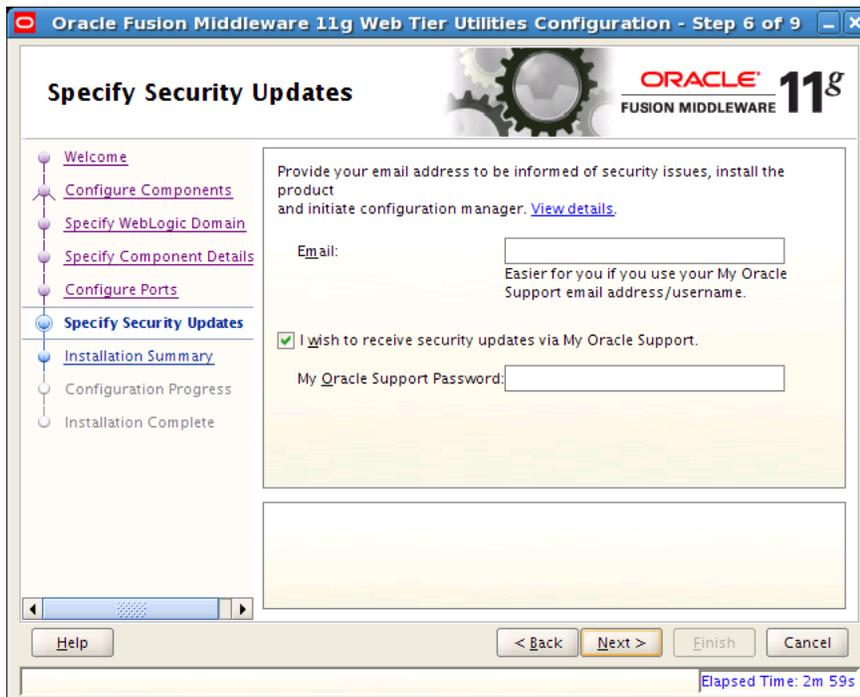 Oracle Fusion Middleware 11g Web Tier Utilities Configuration - Step 6 of 9
Specify Security Updates
ORACLE
FUSION MIDDLEWARE
11g
Welcome
Configure Components
Specify WebLogic Domain
Specify Component Details
Configure Ports
Specify Security Updates
Installation Summary
Configuration Progress
Installation Complete
Provide your email address to be informed of security issues, install the
product
and initiate configuration manager. View details.
Email:
Easier for you if you use your My Oracle
Support email address/username.
I wish to receive security updates via My Oracle Support.
My Oracle Support Password:
Help
< Back
Next >
Finish
Cancel
Elapsed Time: 2m 59s